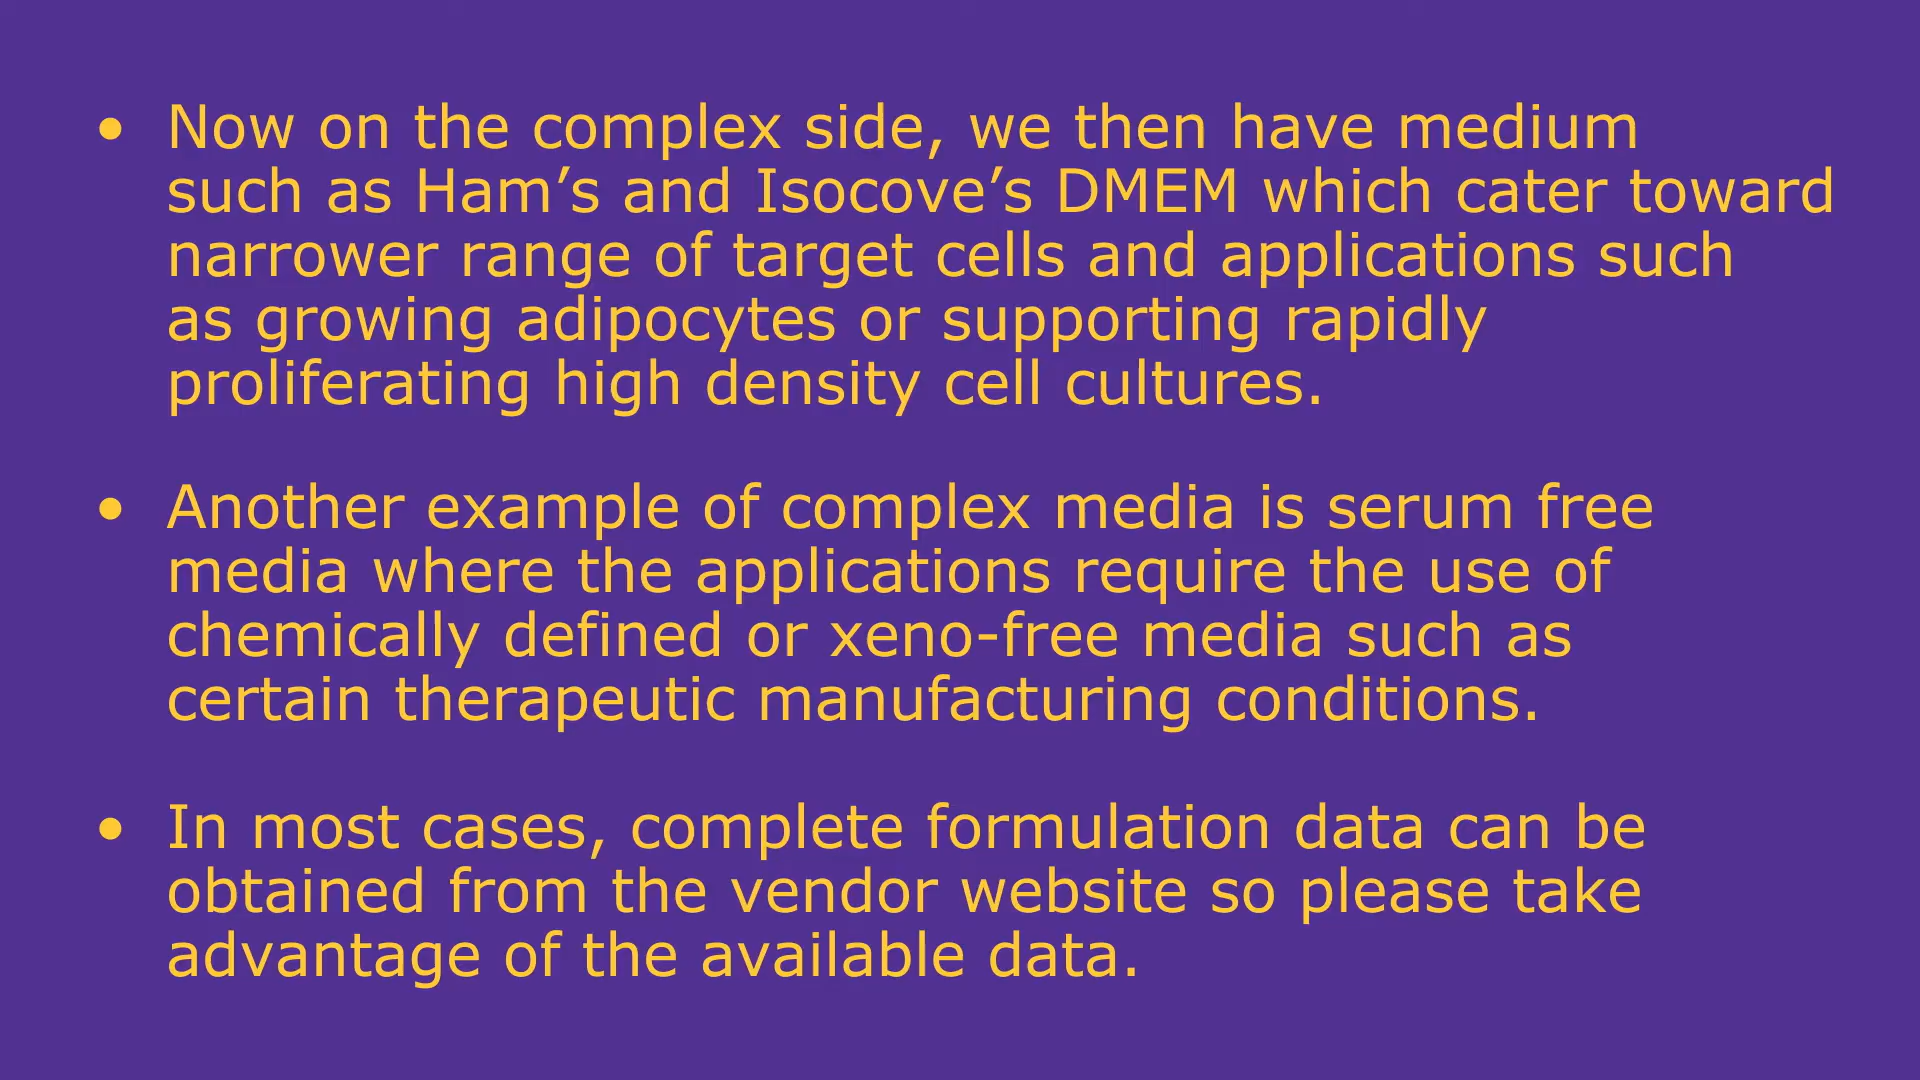 • Now on the complex side, we then have medium
such as Ham’s and Isocove’s DMEM which cater toward
narrower range of target cells and applications such
as growing adipocytes or supporting rapidly
proliferating high density cell cultures.
• Another example of complex media is serum free
media where the applications require the use of
chemically defined or xeno-free media such as
certain therapeutic manufacturing conditions.
• In most cases, complete formulation data can be
obtained from the vendor website so please take
advantage of the available data.